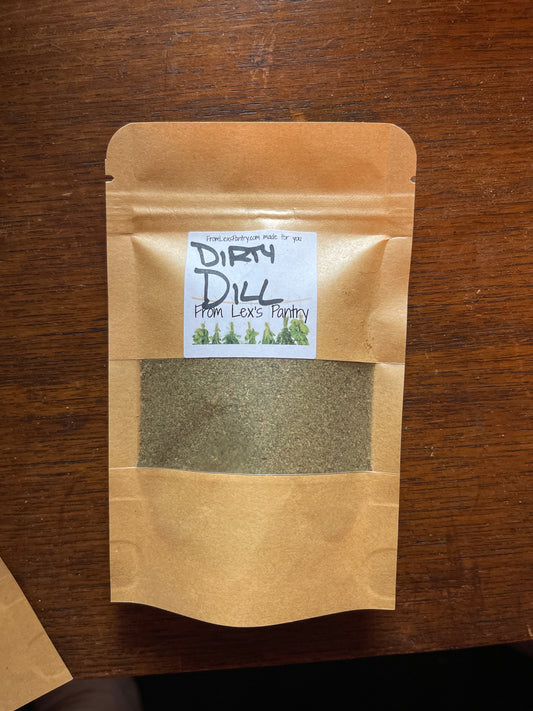 FromLexsPantry.com made for you
DIRTY
DILL
From Lex's Pantry